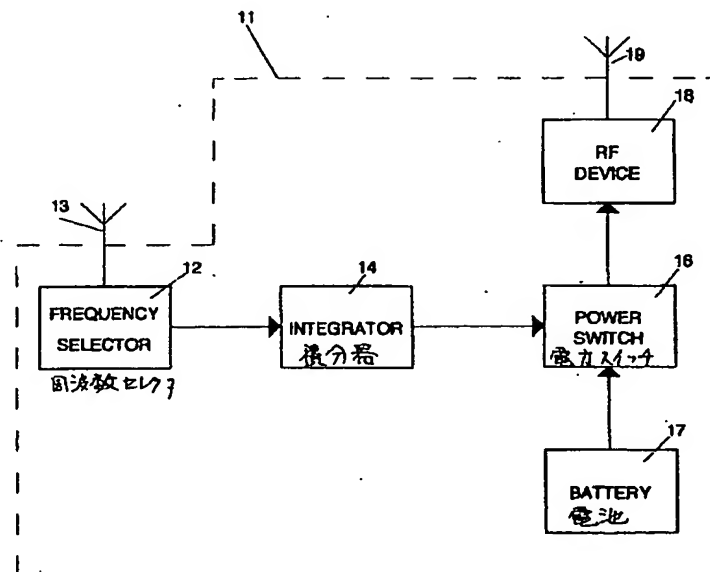 11
19
18
RF
DEVICE
13
12
FREQUENCY
SELECTOR
周波数セレクタ
14
INTEGRATOR
積分器
16
POWER
SWITCH
電力スイッチ
17
BATTERY
電池